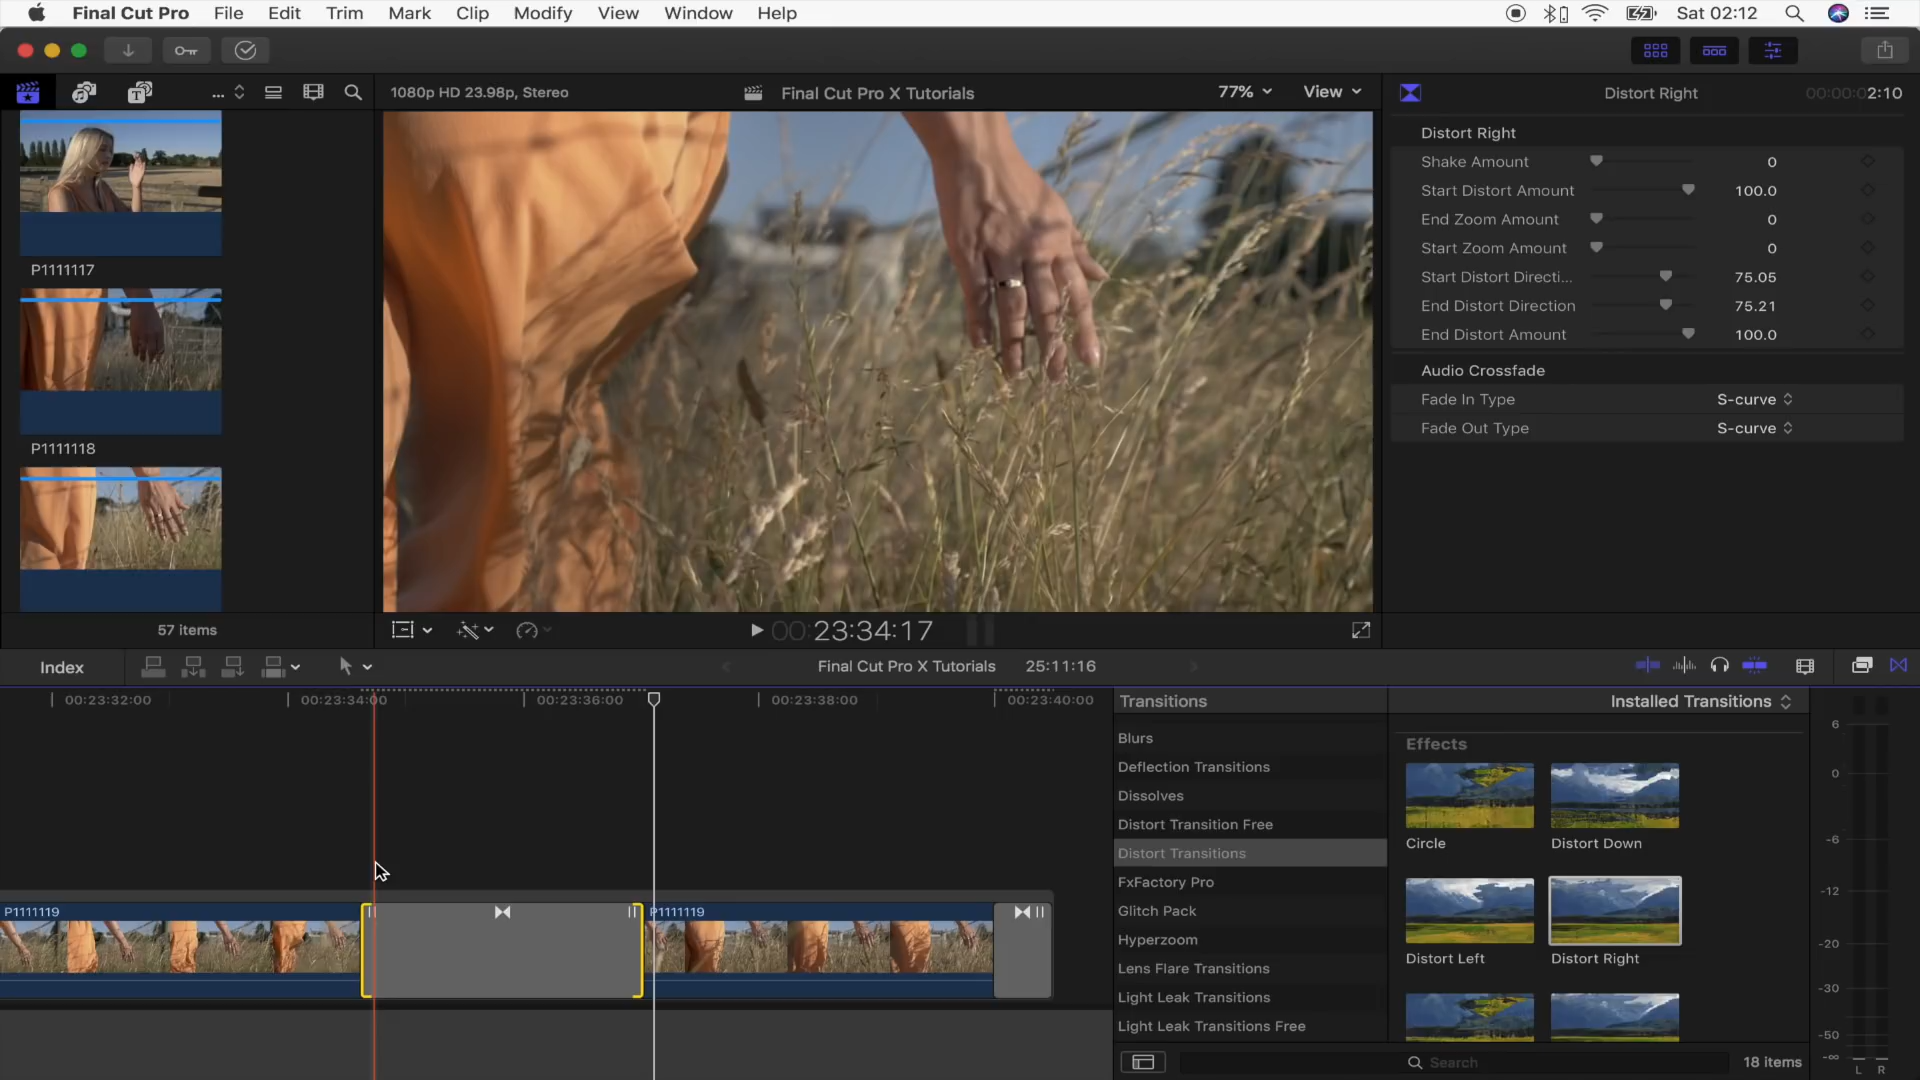 Final Cut Pro File Edit Trim Mark Clip Modify View Window Help Sat 02:12
... 1080p HD 23.98p, Stereo Final Cut Pro X Tutorials 77% View Distort Right 00:00:02:10
P1111117
P1111118
57 items
00:23:34:17
Distort Right
Shake Amount 0
Start Distort Amount 100.0
End Zoom Amount 0
Start Zoom Amount 0
Start Distort Directi... 75.05
End Distort Direction 75.21
End Distort Amount 100.0
Audio Crossfade
Fade In Type S-curve
Fade Out Type S-curve
Index Final Cut Pro X Tutorials 25:11:16
00:23:32:00 00:23:34:00 00:23:36:00 00:23:38:00 00:23:40:00
P1111119 P1111119
Transitions
Blurs
Deflection Transitions
Dissolves
Distort Transition Free
Distort Transitions
FxFactory Pro
Glitch Pack
Hyperzoom
Lens Flare Transitions
Light Leak Transitions
Light Leak Transitions Free
Installed Transitions
Effects
Circle Distort Down
Distort Left Distort Right
Search 18 items
6
0
-6
-12
-20
-30
-50
-∞
L R